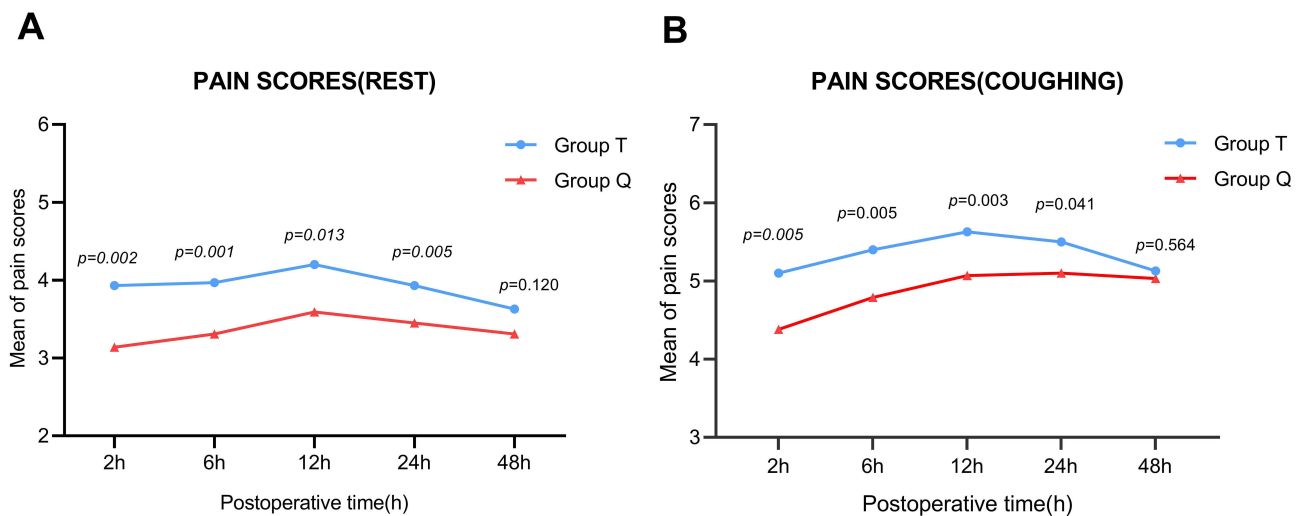 A
PAIN SCORES(REST)
Group T
Group Q
Mean of pain scores
6
5
4
3
2
p=0.002
p=0.001
p=0.013
p=0.005
p=0.120
2h
6h
12h
24h
48h
Postoperative time(h)
B
PAIN SCORES(COUGHING)
Group T
Group Q
Mean of pain scores
7
6
5
4
3
p=0.005
p=0.005
p=0.003
p=0.041
p=0.564
2h
6h
12h
24h
48h
Postoperative time(h)